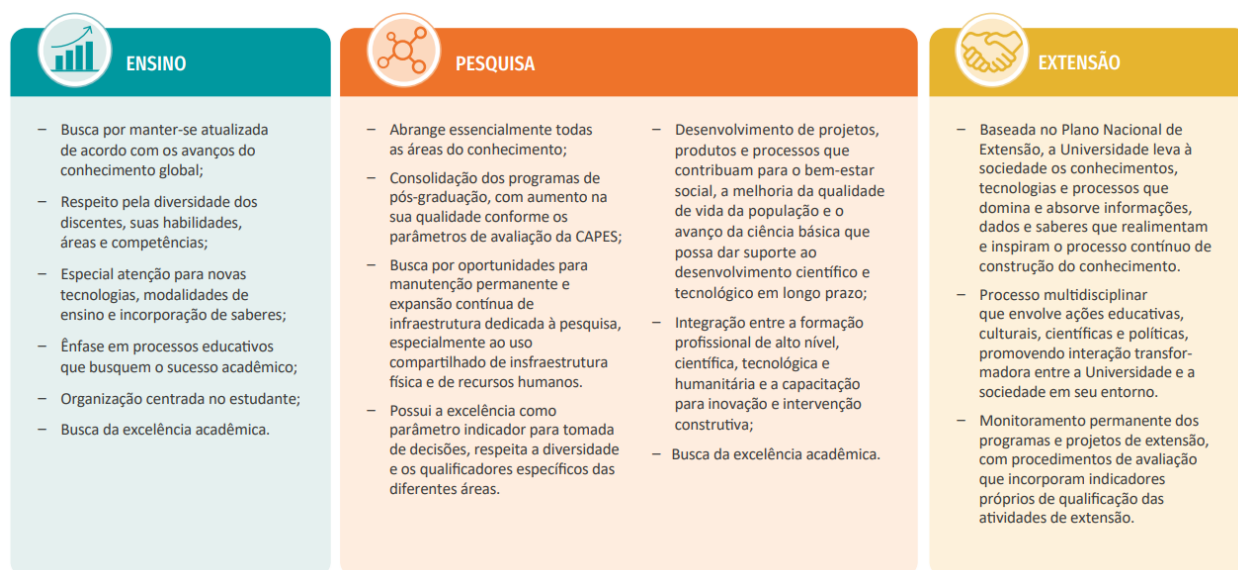 ENSINO
– Busca por manter-se atualizada
de acordo com os avanços do
conhecimento global;
– Respeito pela diversidade dos
discentes, suas habilidades,
áreas e competências;
– Especial atenção para novas
tecnologias, modalidades de
ensino e incorporação de saberes;
– Ênfase em processos educativos
que busquem o sucesso acadêmico;
– Organização centrada no estudante;
– Busca da excelência acadêmica.
PESQUISA
– Abrange essencialmente todas
as áreas do conhecimento;
– Consolidação dos programas de
pós-graduação, com aumento na
sua qualidade conforme os
parâmetros de avaliação da CAPES;
– Busca por oportunidades para
manutenção permanente e
expansão contínua de
infraestrutura dedicada à pesquisa,
especialmente ao uso
compartilhado de insfraestrutura
física e de recursos humanos.
– Possui a excelência como
parâmetro indicador para tomada
de decisões, respeita a diversidade
e os qualificadores específicos das
diferentes áreas.
– Desenvolvimento de projetos,
produtos e processos que
contribuam para o bem-estar
social, a melhoria da qualidade
de vida da população e o
avanço da ciência básica que
possa dar suporte ao
desenvolvimento científico e
tecnológico em longo prazo;
– Integração entre a formação
profissional de alto nível,
científica, tecnológica e
humanitária e a capacitação
para inovação e intervenção
construtiva;
– Busca da excelência acadêmica.
EXTENSÃO
– Baseada no Plano Nacional de
Extensão, a Universidade leva à
sociedade os conhecimentos,
tecnologias e processos que
domina e absorve informações,
dados e saberes que realimentam
e inspiram o processo contínuo de
construção do conhecimento.
– Processo multidisciplinar
que envolve ações educativas,
culturais, científicas e políticas,
promovendo interação transfor-
madora entre a Universidade e a
sociedade em seu entorno.
– Monitoramento permanente dos
programas e projetos de extensão,
com procedimentos de avaliação
que incorporam indicadores
próprios de qualificação das
atividades de extensão.